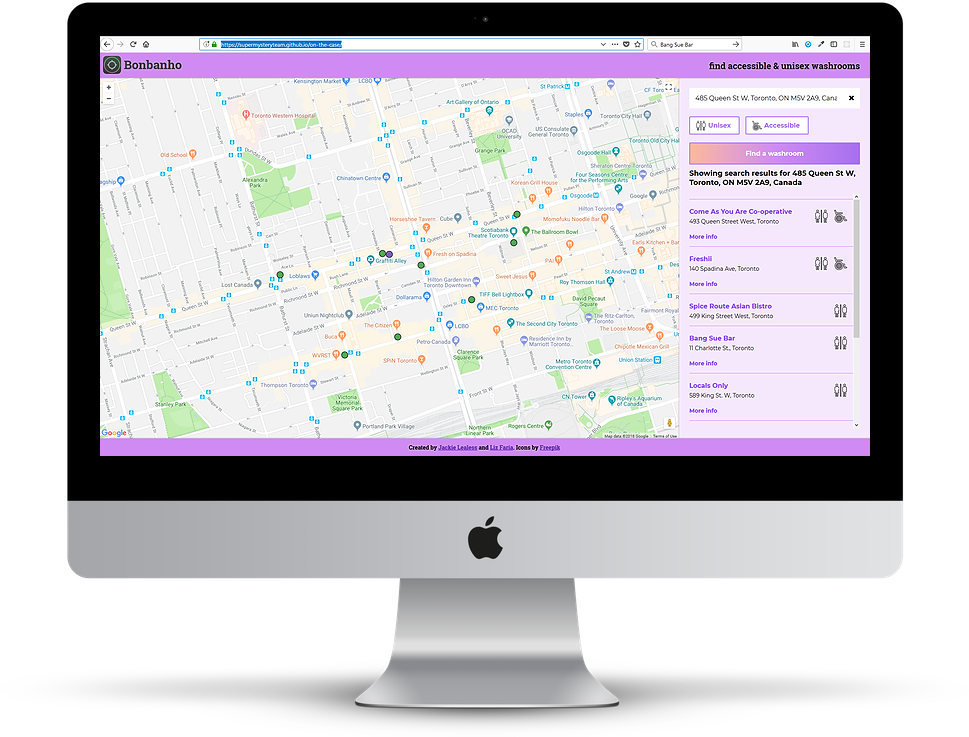 https://supermysteryteam.github.io/on-the-case/
Bang Sue Bar
Bonbanho
find accessible & unisex washrooms
485 Queen St W, Toronto, ON M5V 2A9, Cana
Unisex
Accessible
Find a washroom
Showing search results for 485 Queen St W,
Toronto, ON M5V 2A9, Canada
Come As You Are Co-operative
493 Queen Street West, Toronto
More info
Freshii
140 Spadina Ave, Toronto
More info
Spice Route Asian Bistro
499 King Street West, Toronto
Bang Sue Bar
11 Charlotte St., Toronto
More info
Locals Only
589 King St. W, Toronto
More info
Kensington Market
LCBO
St Patrick
Toronto Western Hospital
Art Gallery of Ontario
Staples
Toronto City Hall
OCAD
University
US Consulate
General Toronto
Toronto Old City Hall
Old School
Dundas St W
Grange Park
Osgoode Hall
Alexandra
Park
Chinatown Centre
Sheraton Centre Toronto
Four Seasons Centre
for the Performing Arts
Korean Grill House
Osgoode
Google
Hilton Toronto
Horseshoe Tavern
Cube
Queen St W
Momofuku Noodle Bar
Scotiabank
Theatre Toronto
The Ballroom Bowl
Adelaide St W
Earls Kitchen + Bar
Graffiti Alley
Fresh on Spadina
PAI
Loblaws
Lost Canada
Richmond St W
Hilton Garden Inn
Toronto Downtown
Sweet Jesus
St Andrew
Roy Thomson Hall
Dollarama
TIFF Bell Lightbox
David Pecaut
Square
MEC Toronto
Uniun Nightclub
The Citizen
LCBO
The Second City Toronto
The Ritz-Carlton,
Toronto
The Loose Moose
Ruca
Petro-Canada
Residence Inn by
Marriott Toronto...
Chipotle Mexican Grill
WVRST
SPiN Toronto
Clarence
Square Park
Metro Toronto
Convention Centre
Union Station
Thompson Toronto
Front St W
Stanley Park
Victoria
Memorial
Square Park
CN Tower
Ripley's Aquarium
of Canada
Portland Park Village
Northern
Linear Park
Rogers Centre
Google
Map data ©2018 Google
Terms of Use
Created by Jackie Lealess and Liz Faria. Icons by Freepik